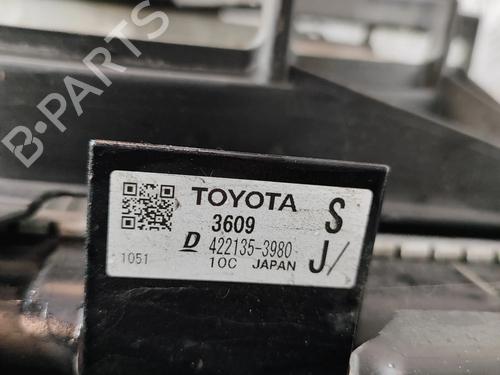 B-PARTS
TOYOTA S
3609
D 422135-3980
1051 10C JAPAN J/